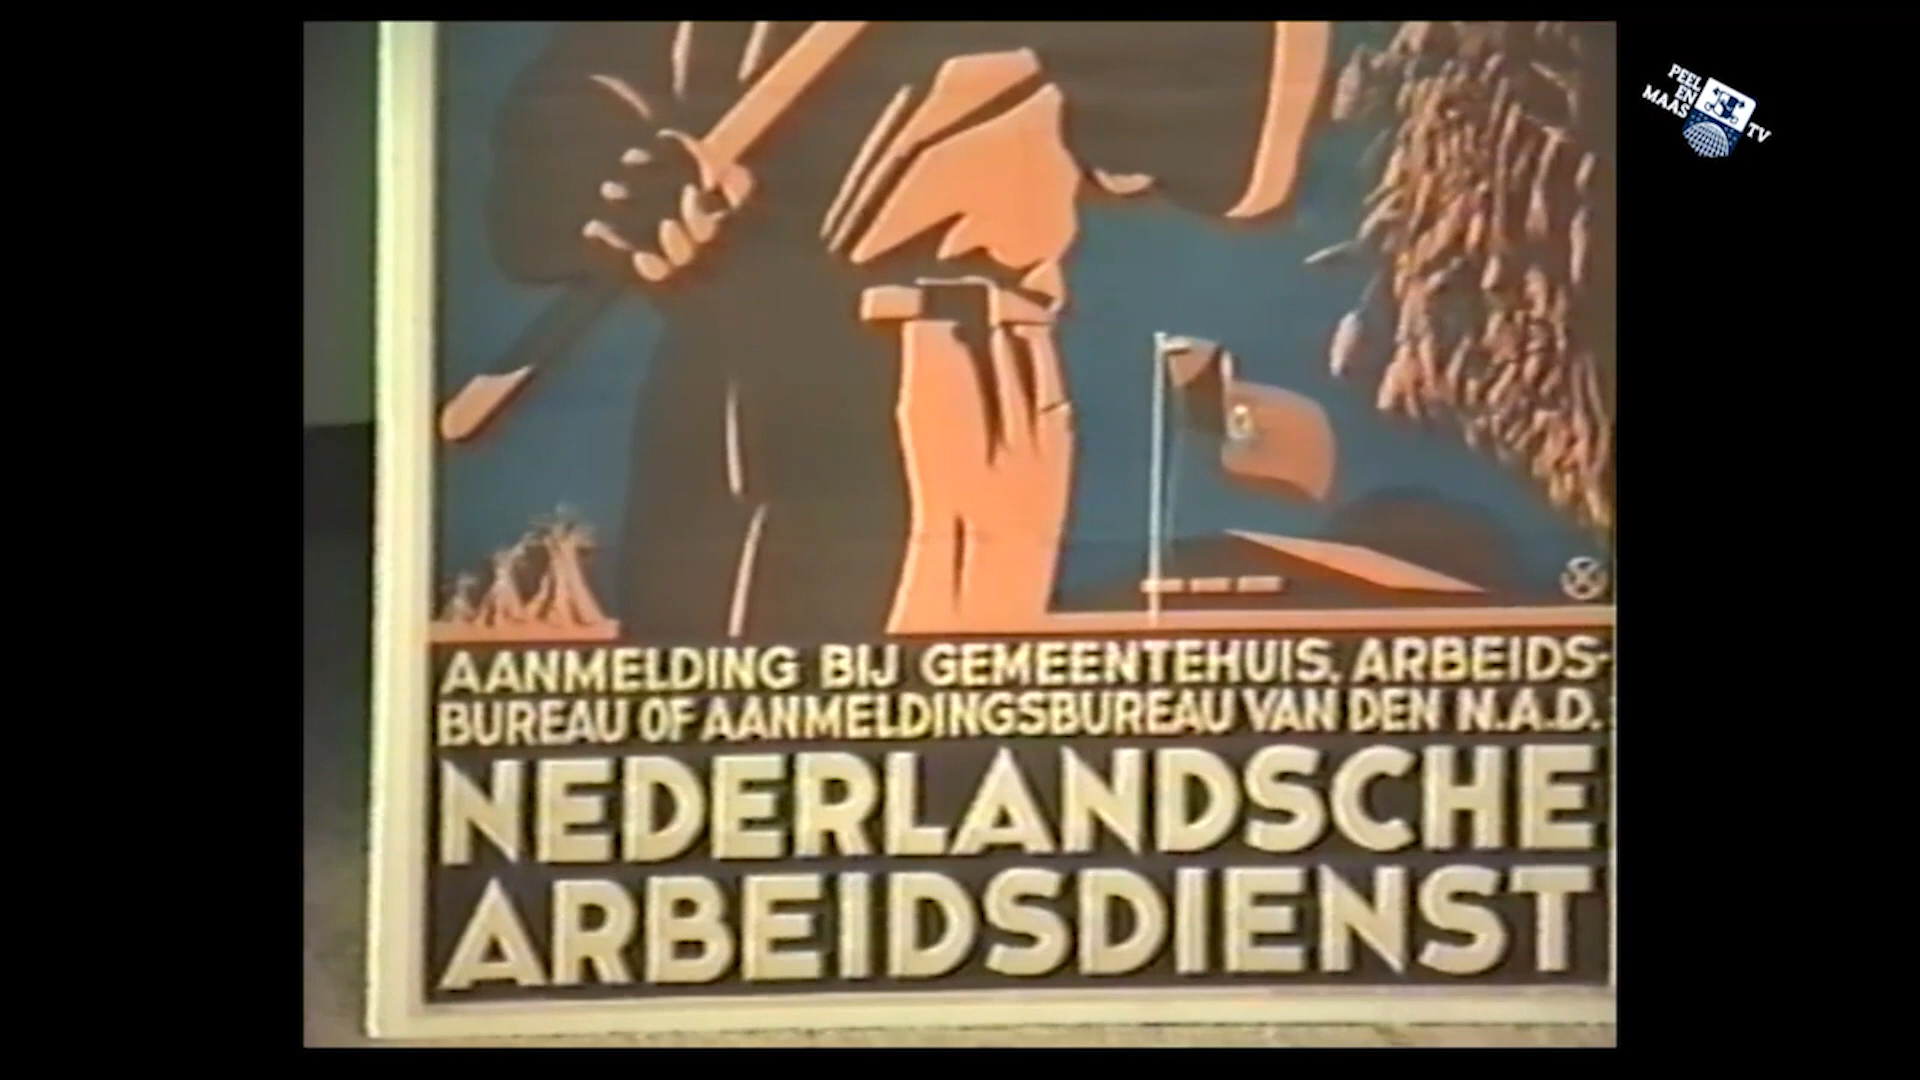 AANMELDING BIJ GEMEENTEHUIS, ARBEIDS-
BUREAU OF AANMELDINGSBUREAU VAN DEN N.A.D.
NEDERLANDSCHE
ARBEIDSDIENST
PEEL
EN
MAAS
TV